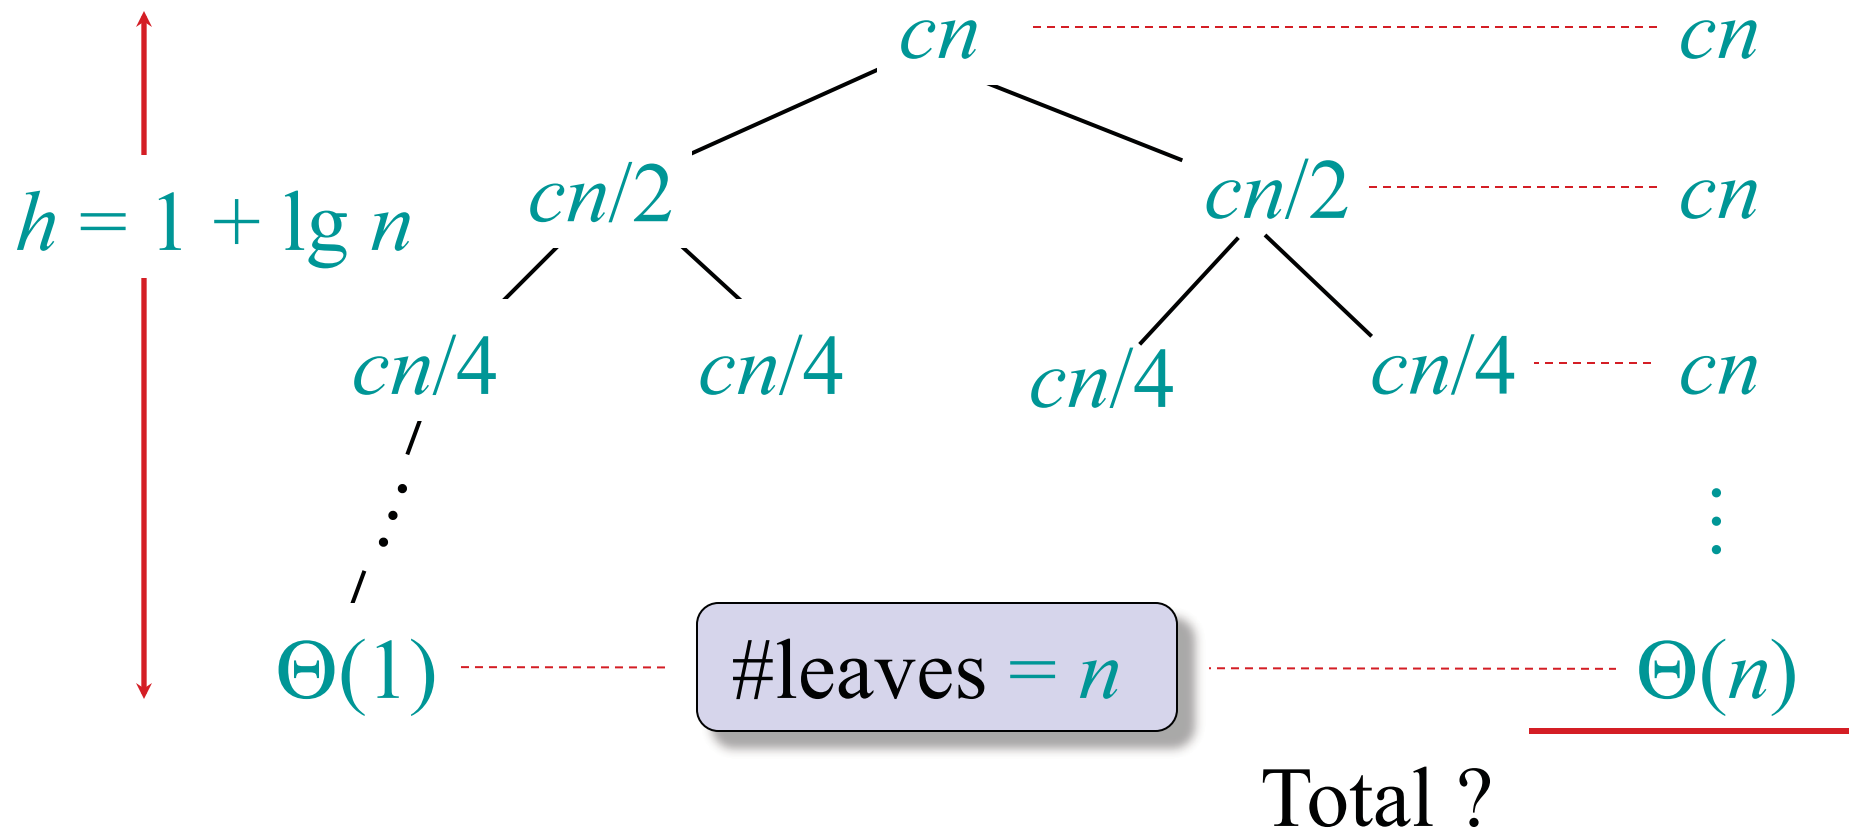 cn cn
cn/2 cn/2 cn
h = 1 + lg n
cn/4 cn/4 cn/4 cn/4 cn
Θ(1) #leaves = n Θ(n)
Total ?